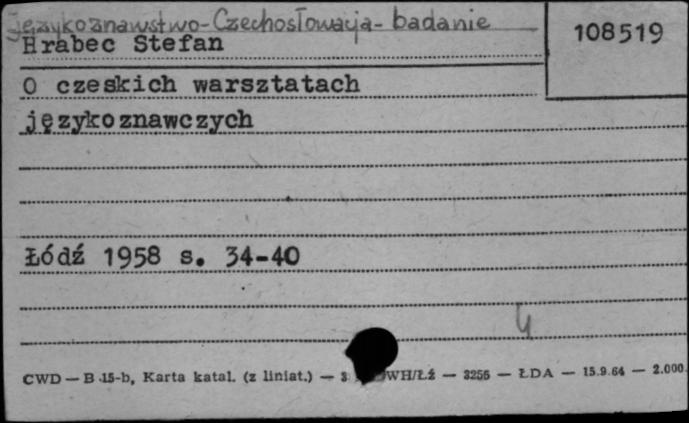 językoznawstwo-Czechosłowacja-badanie
108519
Hrabec Stefan
O czeskich warsztatach
językoznawczych
Łódź 1958 s. 34-40
4
CWD — B 15-b, Karta katal. (z liniat.) — WH/Łź — 3256 — ŁDA — 15.9.64 — 2.000